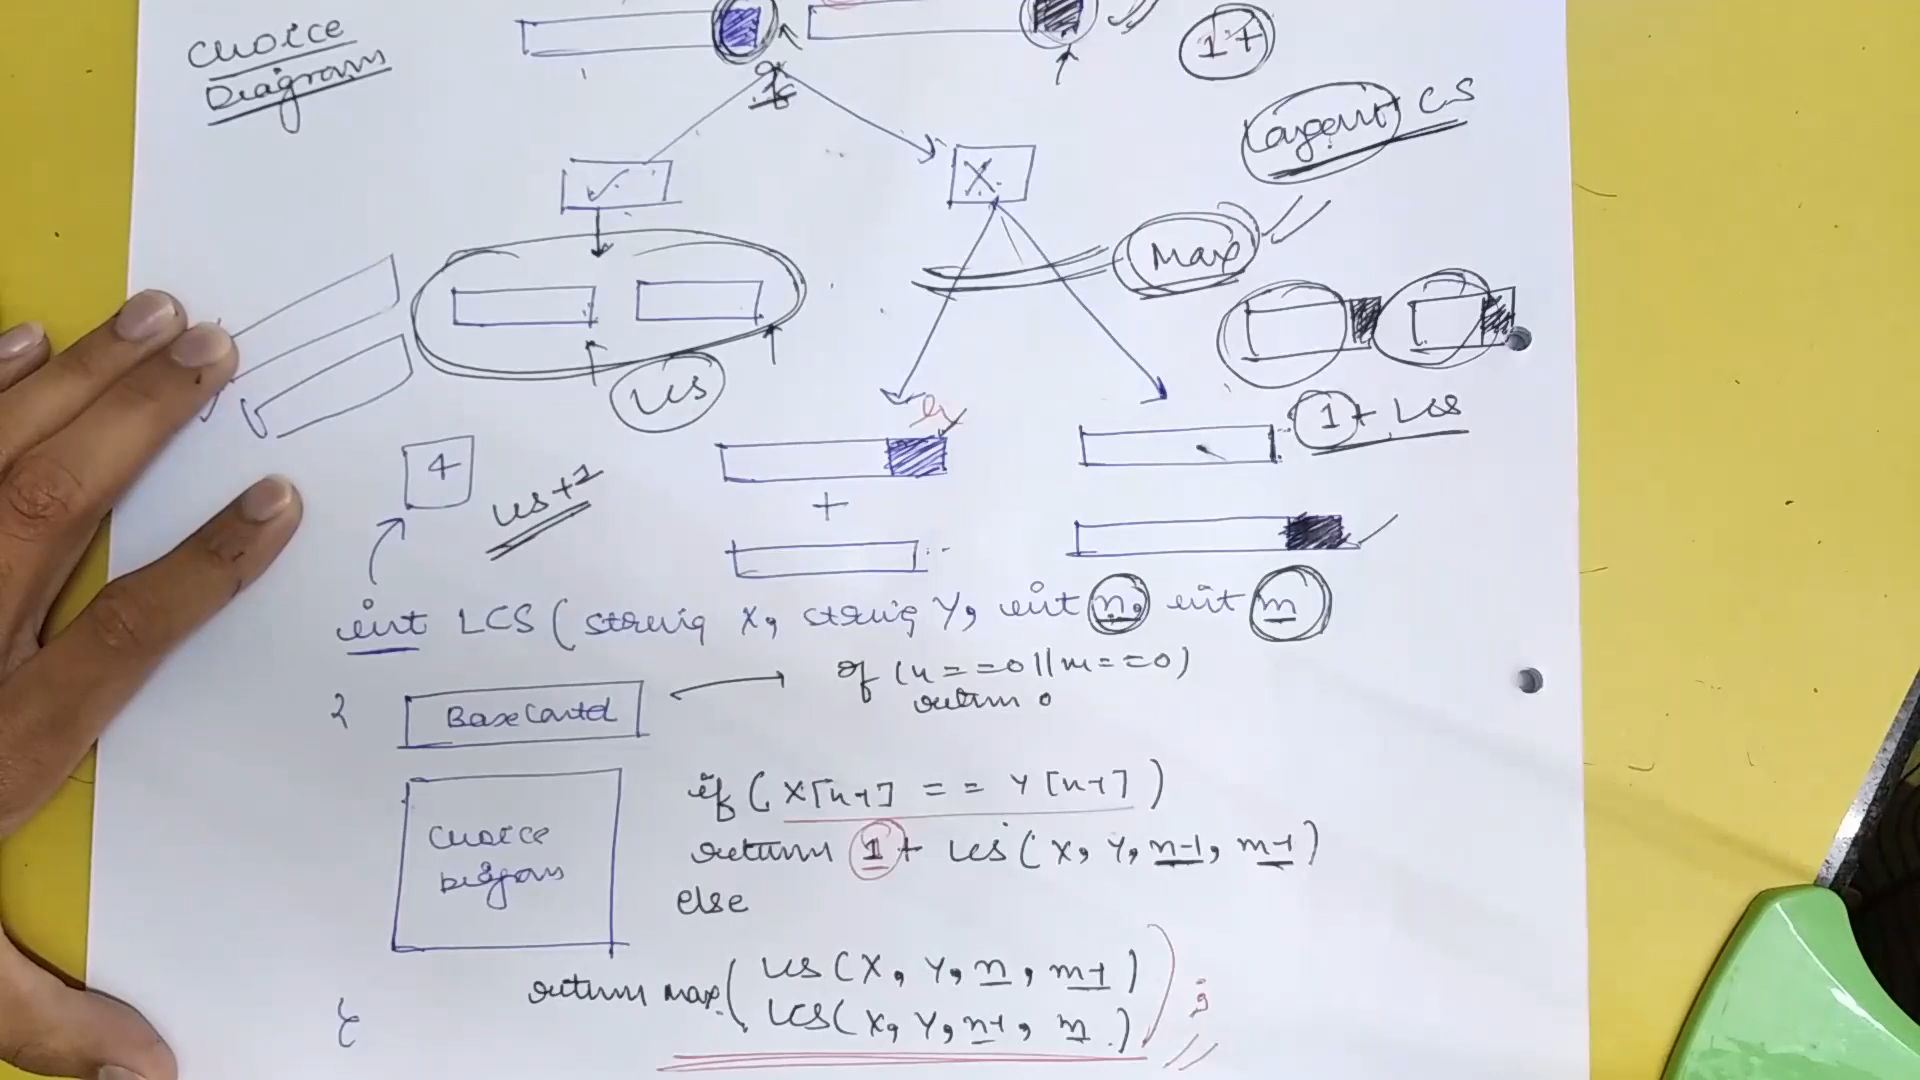 Choice
Diagram
1+
Largest CS
✓
X
Max
LCS
1 + LCS
4
LCS+1
+
int LCS ( string X, string Y, int n, int m
{
Base Contd
if (n==0 || m==0)
return 0
if ( X[n-1] == Y[n-1] )
Choice
Diagram
return 1 + LCS ( X, Y, n-1, m-1 )
else
return max ( LCS (X, Y, n, m-1 )
LCS( X, Y, n-1, m ) ) ;
}